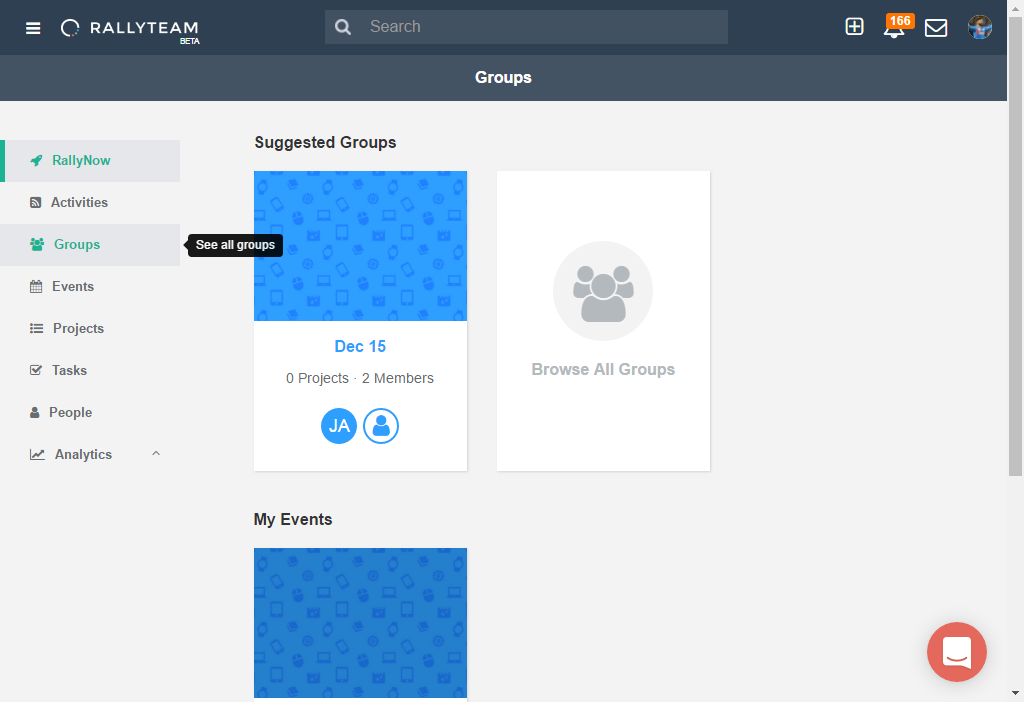 RALLYTEAM
BETA
Search
166
Groups
RallyNow
Activities
Groups
See all groups
Events
Projects
Tasks
People
Analytics
Suggested Groups
Dec 15
0 Projects · 2 Members
JA
Browse All Groups
My Events